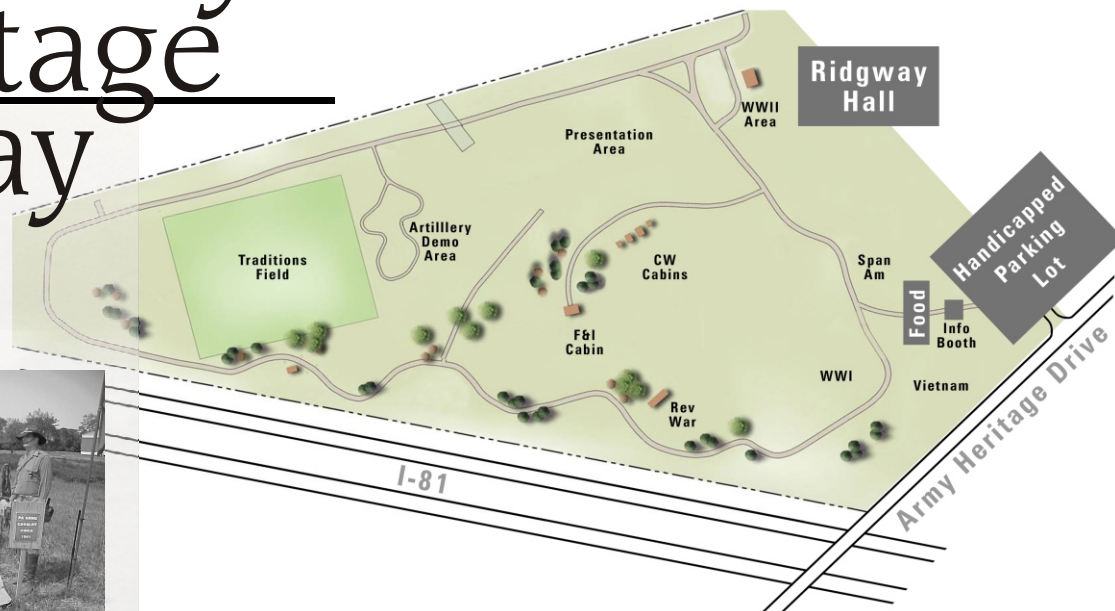 tage
ay
Ridgway
Hall
WWII
Area
Presentation
Area
Handicapped
Parking
Lot
Artilllery
Demo
Area
Traditions
Field
CW
Cabins
Span
Am
Food
Info
Booth
F&I
Cabin
WWI
Vietnam
Rev
War
I-81
Army Heritage Drive